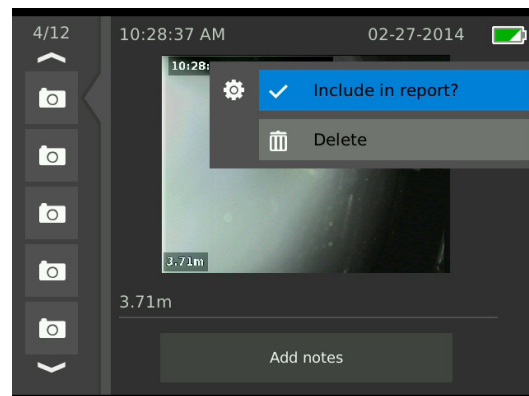 4/12
10:28:37 AM
02-27-2014
10:28:
Include in report?
Delete
3.71m
3.71m
Add notes